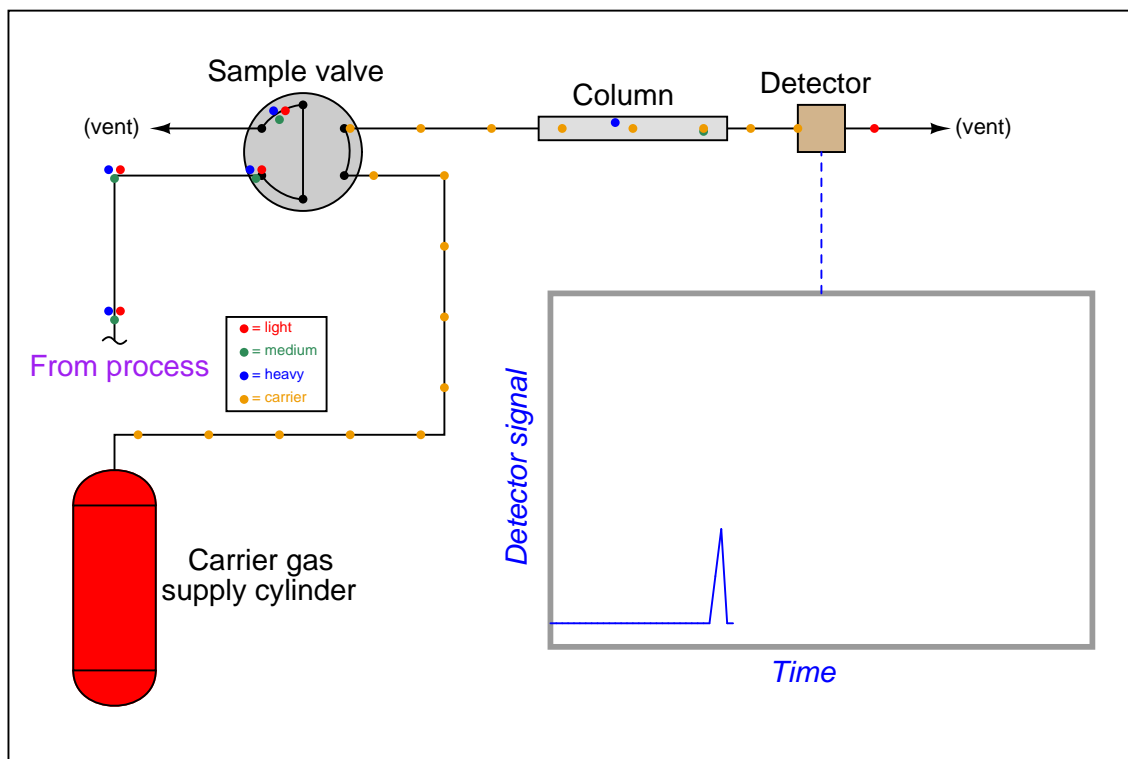 Sample valve
Column
Detector
(vent)
(vent)
= light
= medium
= heavy
= carrier
From process
Detector signal
Carrier gas
supply cylinder
Time